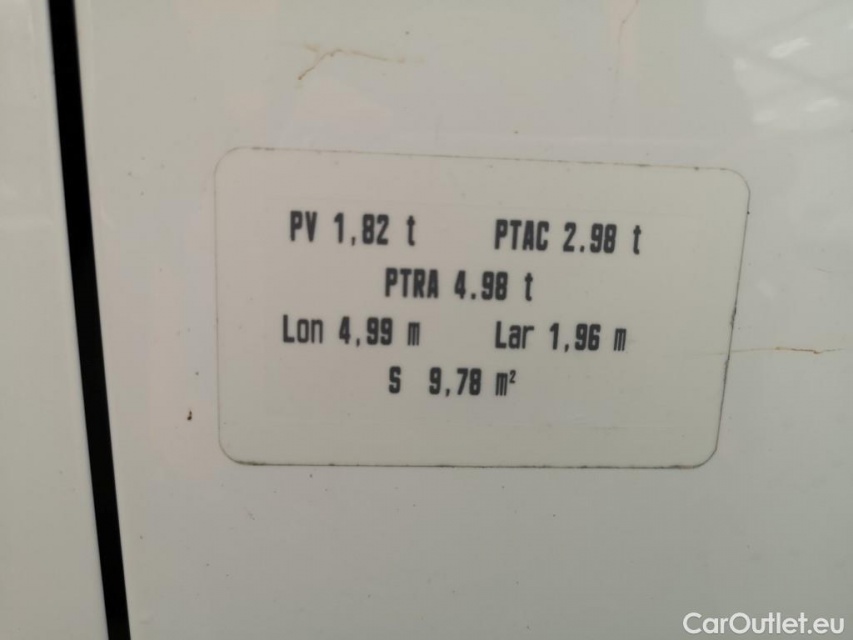 PV 1,82 t PTAC 2.98 t
PTRA 4.98 t
Lon 4,99 m Lar 1,96 m
S 9,78 m²
CarOutlet.eu